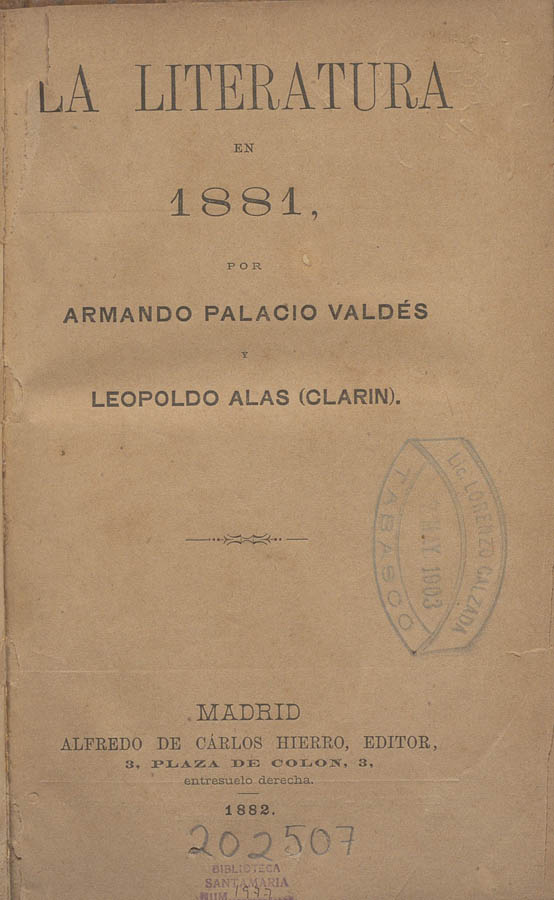 LA LITERATURA
EN
1881,
POR
ARMANDO PALACIO VALDÉS
Y
LEOPOLDO ALAS (CLARIN).
Lic. LORENZO CALZADA
MAY 1903
TABASCO
MADRID
ALFREDO DE CÁRLOS HIERRO, EDITOR,
3, PLAZA DE COLON, 3,
entresuelo derecha.
1882.
202507
BIBLIOTECA
SANTAMARIA
NUM